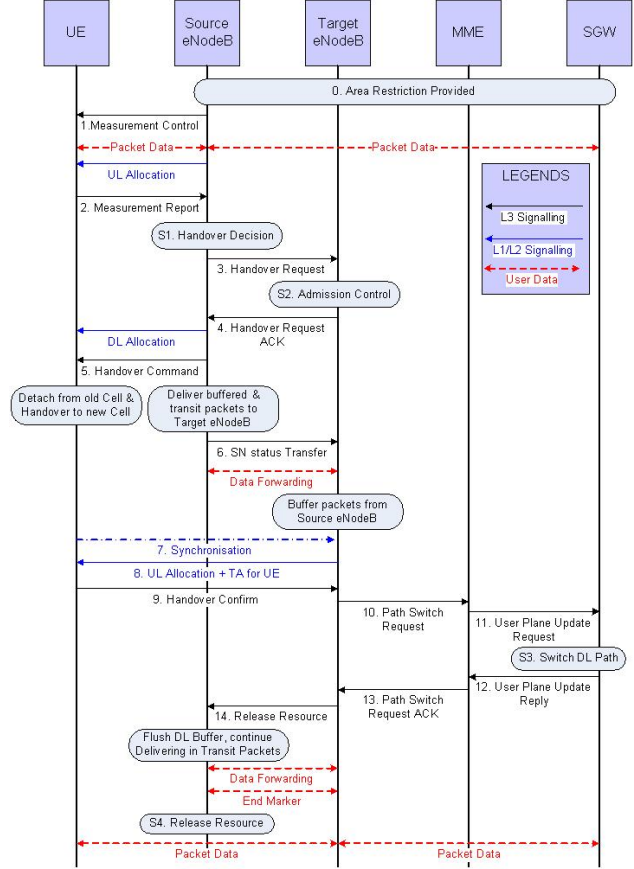 UE
Source
eNodeB
Target
eNodeB
MME
SGW
0. Area Restriction Provided
1.Measurement Control
Packet Data
Packet Data
UL Allocation
LEGENDS
L3 Signalling
L1/L2 Signalling
User Data
2. Measurement Report
S1. Handover Decision
3. Handover Request
S2. Admission Control
4. Handover Request
ACK
DL Allocation
5. Handover Command
Detach from old Cell &
Handover to new Cell
Deliver buffered &
transit packets to
Target eNodeB
6. SN status Transfer
Data Forwarding
Buffer packets from
Source eNodeB
7. Synchronisation
8. UL Allocation + TA for UE
9. Handover Confirm
10. Path Switch
Request
11. User Plane Update
Request
S3. Switch DL Path
12. User Plane Update
Reply
13. Path Switch
Request ACK
14. Release Resource
Flush DL Buffer, continue
Delivering in Transit Packets
Data Forwarding
End Marker
S4. Release Resource
Packet Data
Packet Data